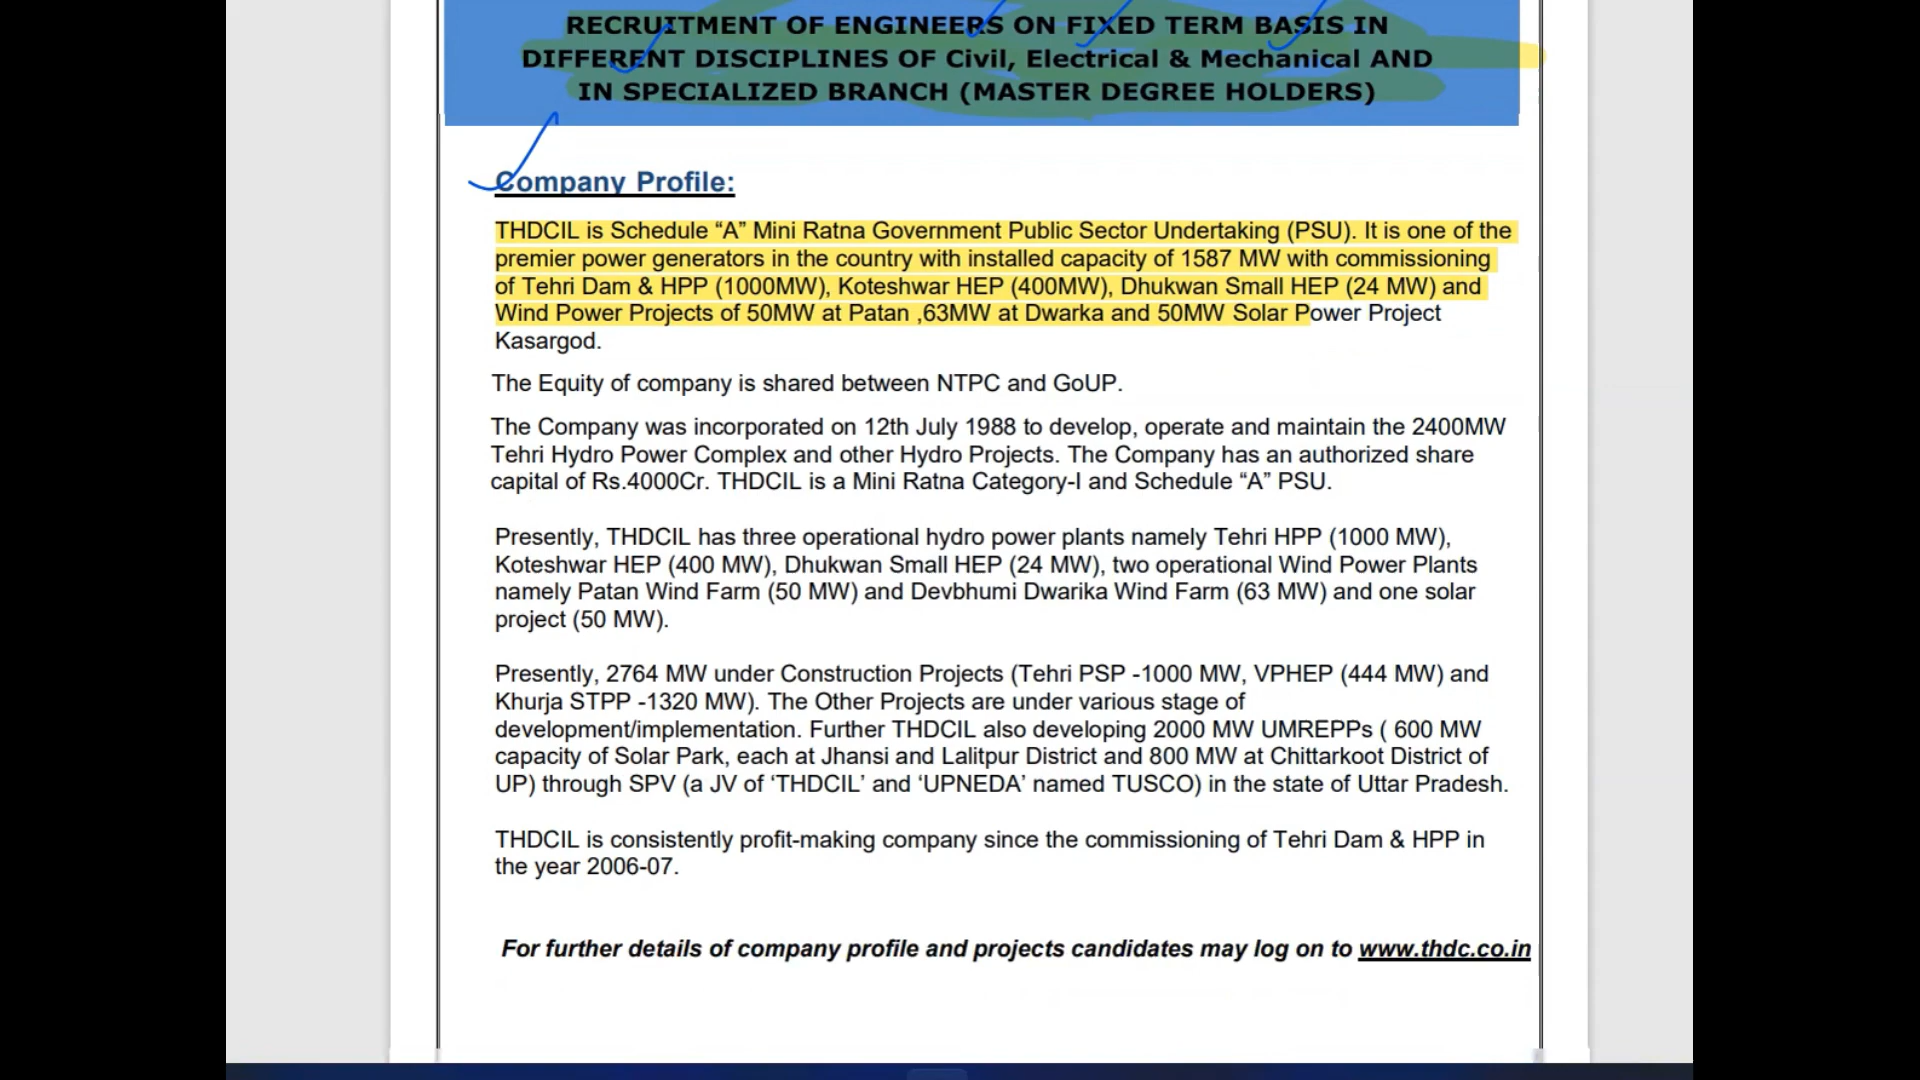 RECRUITMENT OF ENGINEERS ON FIXED TERM BASIS IN
DIFFERENT DISCIPLINES OF Civil, Electrical & Mechanical AND
IN SPECIALIZED BRANCH (MASTER DEGREE HOLDERS)
Company Profile:
THDCIL is Schedule “A” Mini Ratna Government Public Sector Undertaking (PSU). It is one of the
premier power generators in the country with installed capacity of 1587 MW with commissioning
of Tehri Dam & HPP (1000MW), Koteshwar HEP (400MW), Dhukwan Small HEP (24 MW) and
Wind Power Projects of 50MW at Patan ,63MW at Dwarka and 50MW Solar Power Project
Kasargod.
The Equity of company is shared between NTPC and GoUP.
The Company was incorporated on 12th July 1988 to develop, operate and maintain the 2400MW
Tehri Hydro Power Complex and other Hydro Projects. The Company has an authorized share
capital of Rs.4000Cr. THDCIL is a Mini Ratna Category-I and Schedule “A” PSU.
Presently, THDCIL has three operational hydro power plants namely Tehri HPP (1000 MW),
Koteshwar HEP (400 MW), Dhukwan Small HEP (24 MW), two operational Wind Power Plants
namely Patan Wind Farm (50 MW) and Devbhumi Dwarika Wind Farm (63 MW) and one solar
project (50 MW).
Presently, 2764 MW under Construction Projects (Tehri PSP -1000 MW, VPHEP (444 MW) and
Khurja STPP -1320 MW). The Other Projects are under various stage of
development/implementation. Further THDCIL also developing 2000 MW UMREPPs ( 600 MW
capacity of Solar Park, each at Jhansi and Lalitpur District and 800 MW at Chittarkoot District of
UP) through SPV (a JV of ‘THDCIL’ and ‘UPNEDA’ named TUSCO) in the state of Uttar Pradesh.
THDCIL is consistently profit-making company since the commissioning of Tehri Dam & HPP in
the year 2006-07.
For further details of company profile and projects candidates may log on to www.thdc.co.in